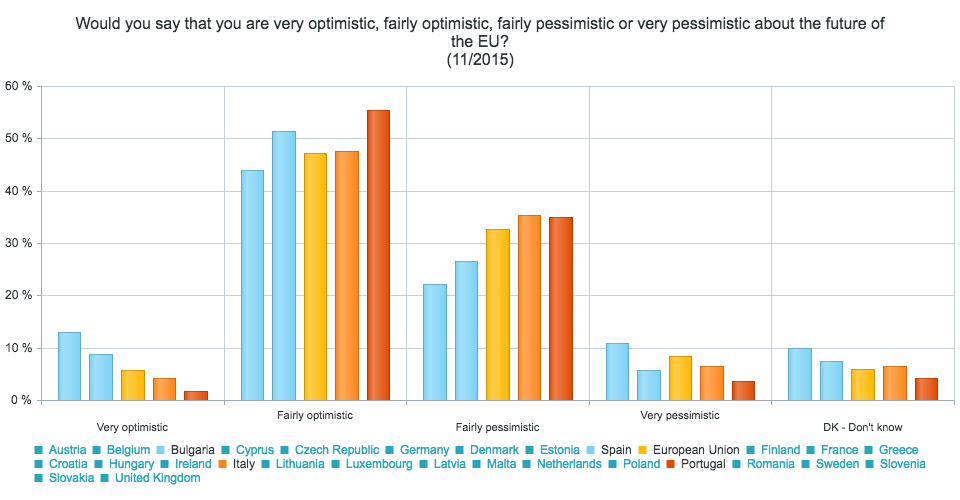 Would you say that you are very optimistic, fairly optimistic, fairly pessimistic or very pessimistic about the future of
the EU?
(11/2015)
60 %
50 %
40 %
30 %
20 %
10 %
0 %
Very optimistic
Fairly optimistic
Fairly pessimistic
Very pessimistic
DK - Don't know
Austria Belgium Bulgaria Cyprus Czech Republic Germany Denmark Estonia Spain European Union Finland France Greece
Croatia Hungary Ireland Italy Lithuania Luxembourg Latvia Malta Netherlands Poland Portugal Romania Sweden Slovenia
Slovakia United Kingdom